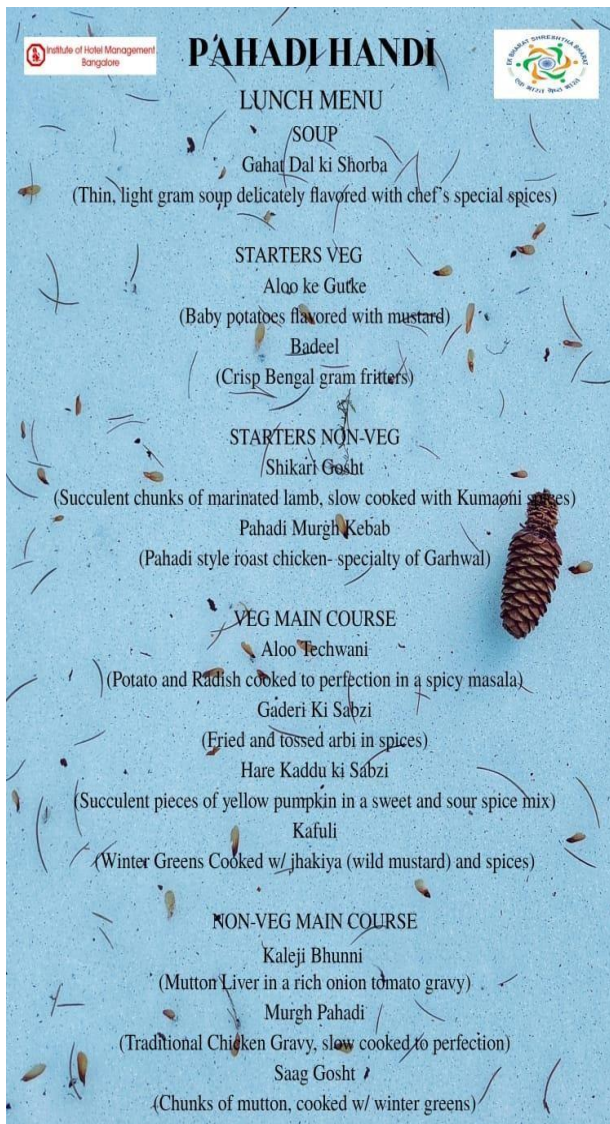 Institute of Hotel Management
Bangalore
PAHADI HANDI
EK BHARAT SHRESHTHA BHARAT
एक भारत श्रेष्ठ भारत
LUNCH MENU
SOUP
Gahat Dal ki Shorba
(Thin, light gram soup delicately flavored with chef's special spices)
STARTERS VEG
Aloo ke Gutke
(Baby potatoes flavored with mustard)
Badeel
(Crisp Bengal gram fritters)
STARTERS NON-VEG
Shikari Gosht
(Succulent chunks of marinated lamb, slow cooked with Kumaoni spices)
Pahadi Murgh Kebab
(Pahadi style roast chicken- specialty of Garhwal)
VEG MAIN COURSE
Aloo Techwani
(Potato and Radish cooked to perfection in a spicy masala)
Gaderi Ki Sabzi
(Fried and tossed arbi in spices)
Hare Kaddu ki Sabzi
(Succulent pieces of yellow pumpkin in a sweet and sour spice mix)
Kafuli
(Winter Greens Cooked w/ jhakiya (wild mustard) and spices)
NON-VEG MAIN COURSE
Kaleji Bhunni
(Mutton Liver in a rich onion tomato gravy)
Murgh Pahadi
(Traditional Chicken Gravy, slow cooked to perfection)
Saag Gosht
(Chunks of mutton, cooked w/ winter greens)